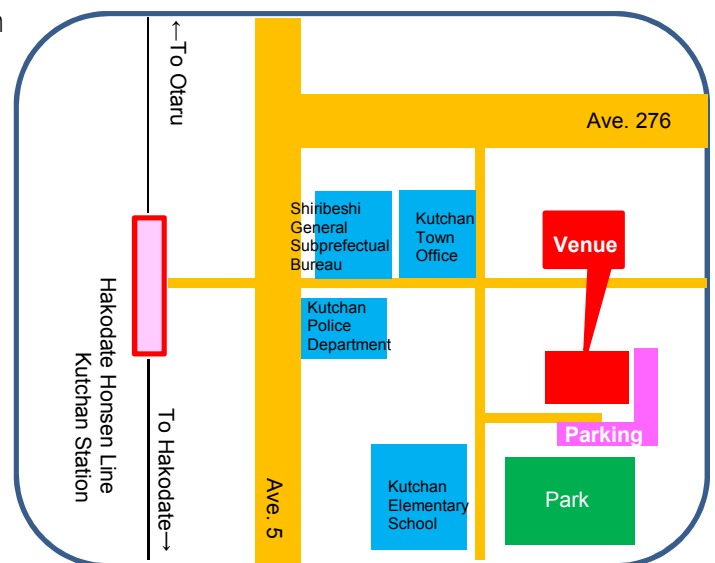 n
←To Otaru
Ave. 276
Shiribeshi
General
Subprefectual
Bureau
Kutchan
Town
Office
Venue
Kutchan
Police
Department
Hakodate Honsen Line
Kutchan Station
To Hakodate→
Parking
Ave. 5
Kutchan
Elementary
School
Park